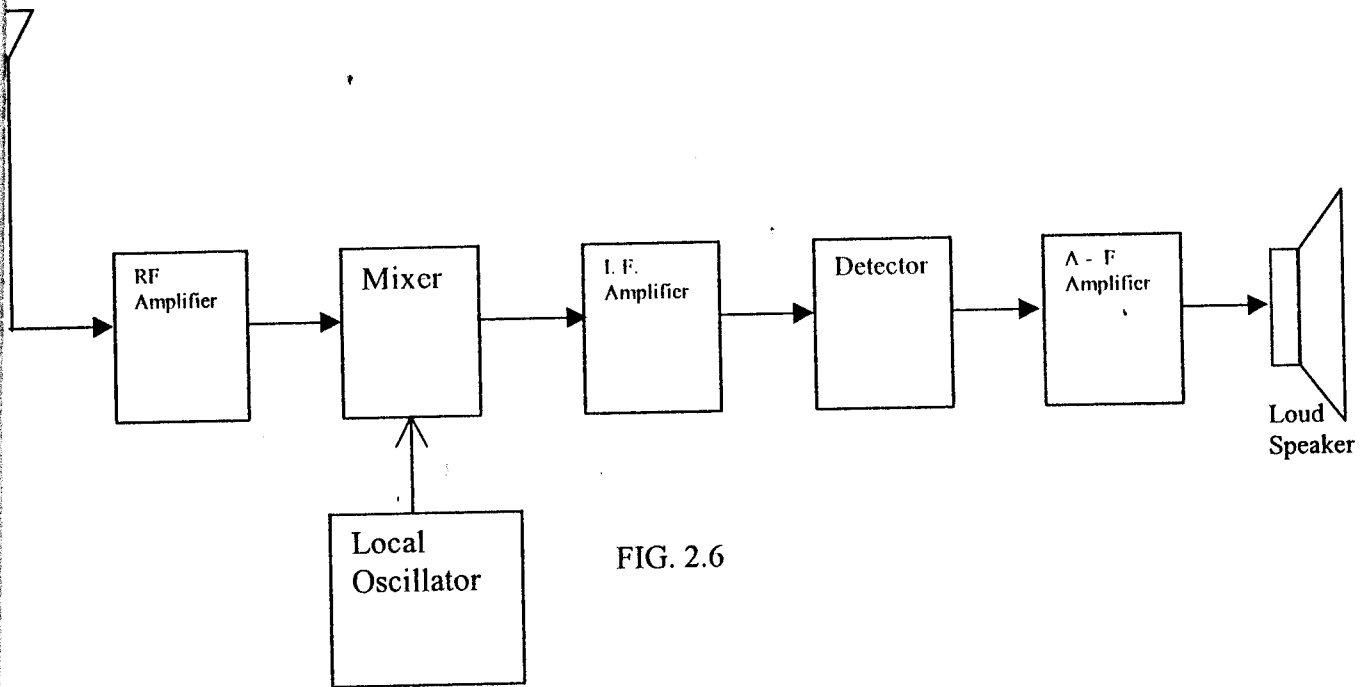 RF
Amplifier
Mixer
I. F.
Amplifier
Detector
A - F
Amplifier
Loud
Speaker
Local
Oscillator
FIG. 2.6